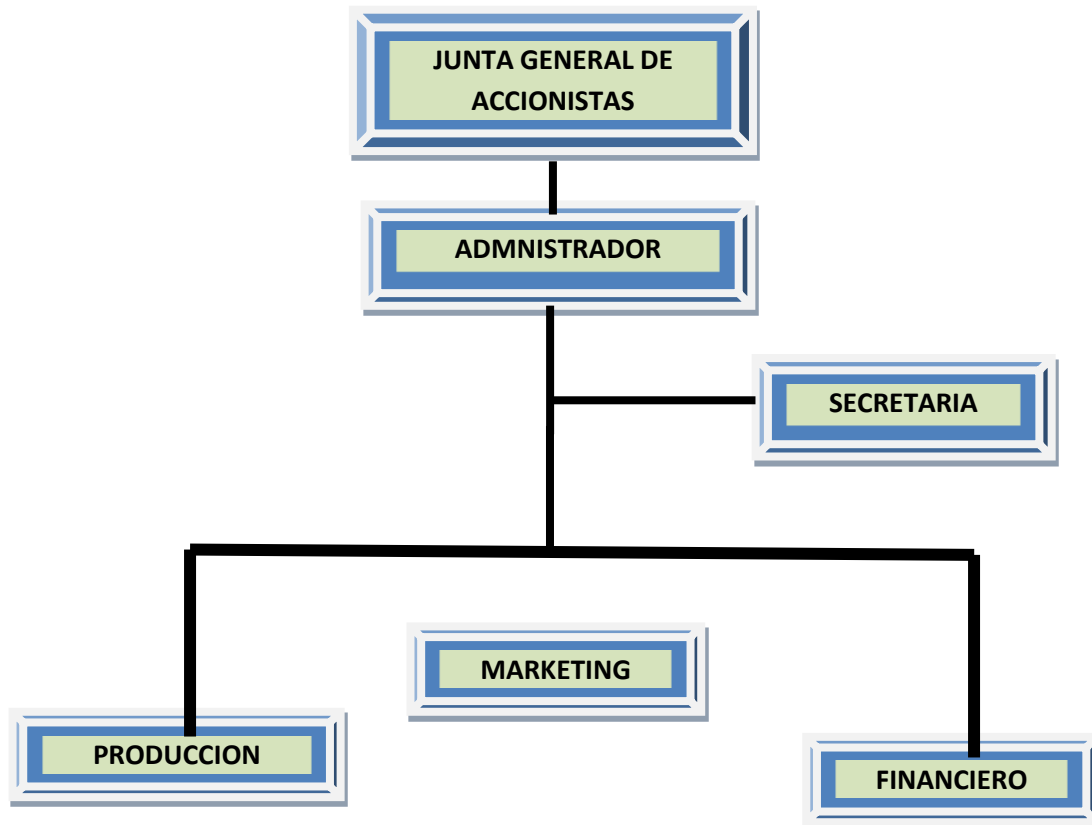 JUNTA GENERAL DE
ACCIONISTAS
ADMNISTRADOR
SECRETARIA
MARKETING
PRODUCCION
FINANCIERO